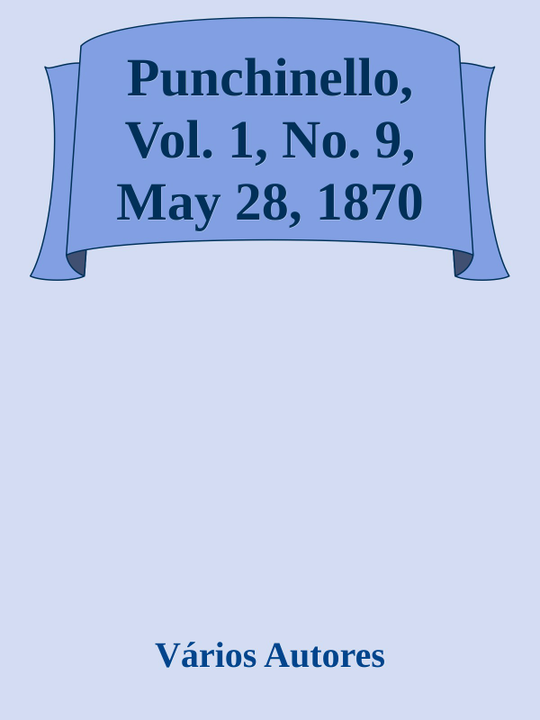 Punchinello,
Vol. 1, No. 9,
May 28, 1870
Vários Autores